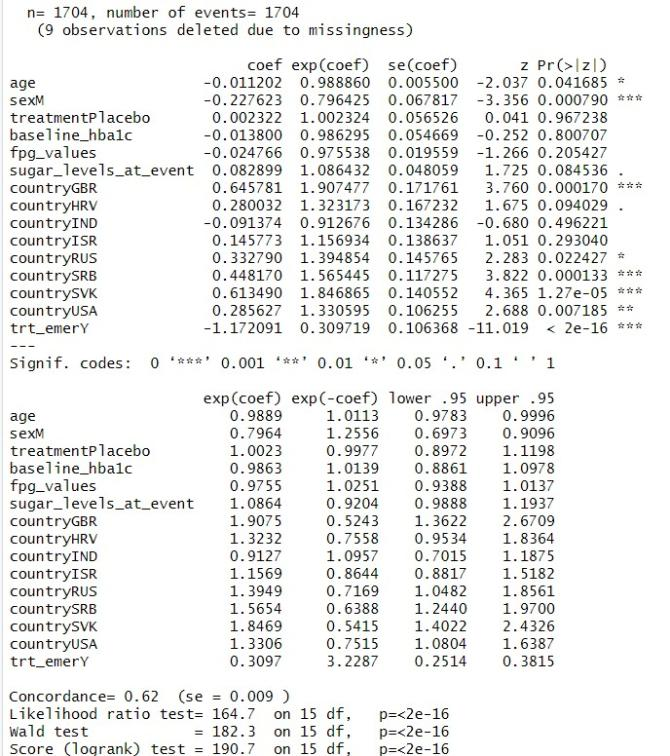 n= 1704, number of events= 1704
(9 observations deleted due to missingness)
coef exp(coef) se(coef) z Pr(>|z|)
age -0.011202 0.988860 0.005500 -2.037 0.041685 *
sexM -0.227623 0.796425 0.067817 -3.356 0.000790 ***
treatmentPlacebo 0.002322 1.002324 0.056526 0.041 0.967238
baseline_hba1c -0.013800 0.986295 0.054669 -0.252 0.800707
fpg_values -0.024766 0.975538 0.019559 -1.266 0.205427
sugar_levels_at_event 0.082899 1.086432 0.048059 1.725 0.084536 .
countryGBR 0.645781 1.907477 0.171761 3.760 0.000170 ***
countryHRV 0.280032 1.323173 0.167232 1.675 0.094029 .
countryIND -0.091374 0.912676 0.134286 -0.680 0.496221
countryISR 0.145773 1.156934 0.138637 1.051 0.293040
countryRUS 0.332790 1.394854 0.145765 2.283 0.022427 *
countrySRB 0.448170 1.565445 0.117275 3.822 0.000133 ***
countrySVK 0.613490 1.846865 0.140552 4.365 1.27e-05 ***
countryUSA 0.285627 1.330595 0.106255 2.688 0.007185 **
trt_emerY -1.172091 0.309719 0.106368 -11.019 < 2e-16 ***
---
Signif. codes: 0 ‘***’ 0.001 ‘**’ 0.01 ‘*’ 0.05 ‘.’ 0.1 ‘ ’ 1
exp(coef) exp(-coef) lower .95 upper .95
age 0.9889 1.0113 0.9783 0.9996
sexM 0.7964 1.2556 0.6973 0.9096
treatmentPlacebo 1.0023 0.9977 0.8972 1.1198
baseline_hba1c 0.9863 1.0139 0.8861 1.0978
fpg_values 0.9755 1.0251 0.9388 1.0137
sugar_levels_at_event 1.0864 0.9204 0.9888 1.1937
countryGBR 1.9075 0.5243 1.3622 2.6709
countryHRV 1.3232 0.7558 0.9534 1.8364
countryIND 0.9127 1.0957 0.7015 1.1875
countryISR 1.1569 0.8644 0.8817 1.5182
countryRUS 1.3949 0.7169 1.0482 1.8561
countrySRB 1.5654 0.6388 1.2440 1.9700
countrySVK 1.8469 0.5415 1.4022 2.4326
countryUSA 1.3306 0.7515 1.0804 1.6387
trt_emerY 0.3097 3.2287 0.2514 0.3815
Concordance= 0.62 (se = 0.009 )
Likelihood ratio test= 164.7 on 15 df, p=<2e-16
Wald test = 182.3 on 15 df, p=<2e-16
Score (logrank) test = 190.7 on 15 df, p=<2e-16